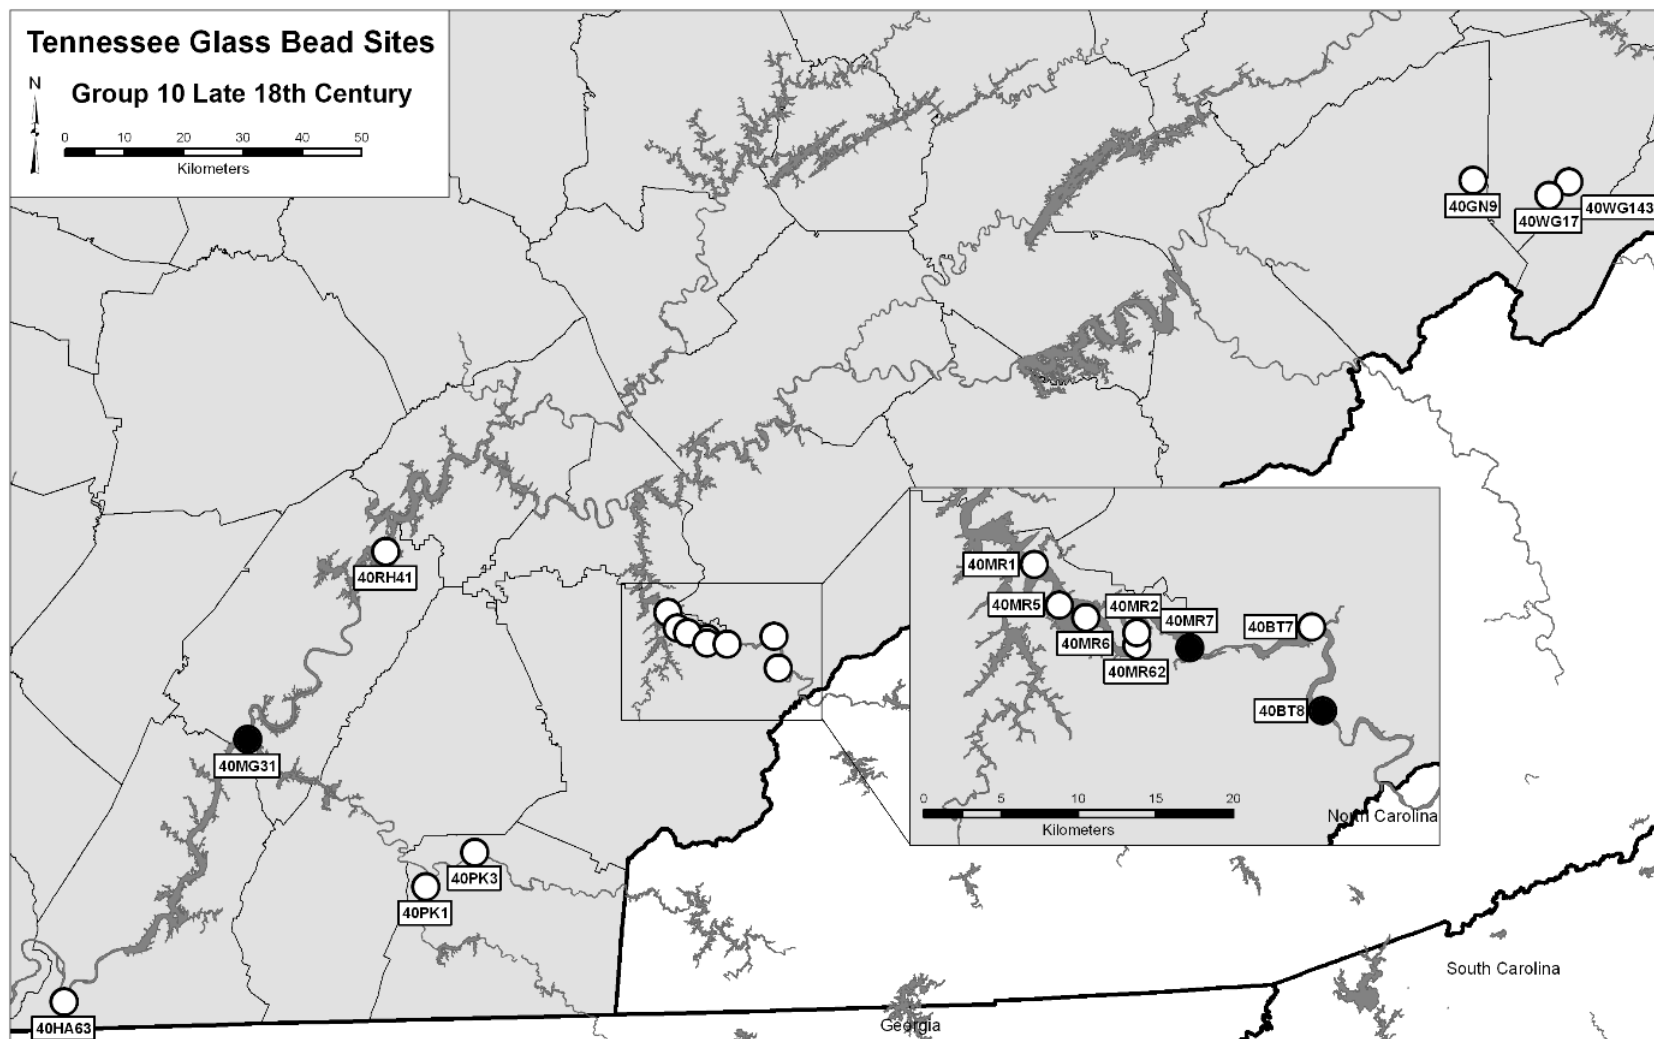 Tennessee Glass Bead Sites
N
Group 10 Late 18th Century
0 10 20 30 40 50
Kilometers
40GN9
40WG17
40WG143
40RH41
40MR1
40MR5
40MR2
40MR7
40MR6
40MR62
40BT7
40BT8
0 5 10 15 20
Kilometers
North Carolina
40MG31
40PK3
40PK1
40HA63
South Carolina
Georgia